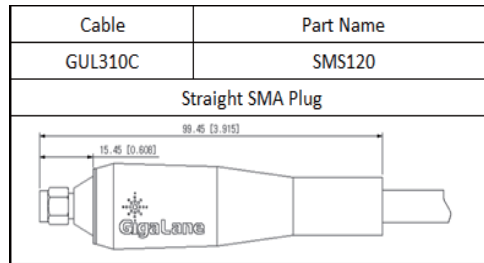 Cable Part Name
GUL310C SMS120
Straight SMA Plug
99.45 [3.915]
15.45 [0.608]
GigaLane